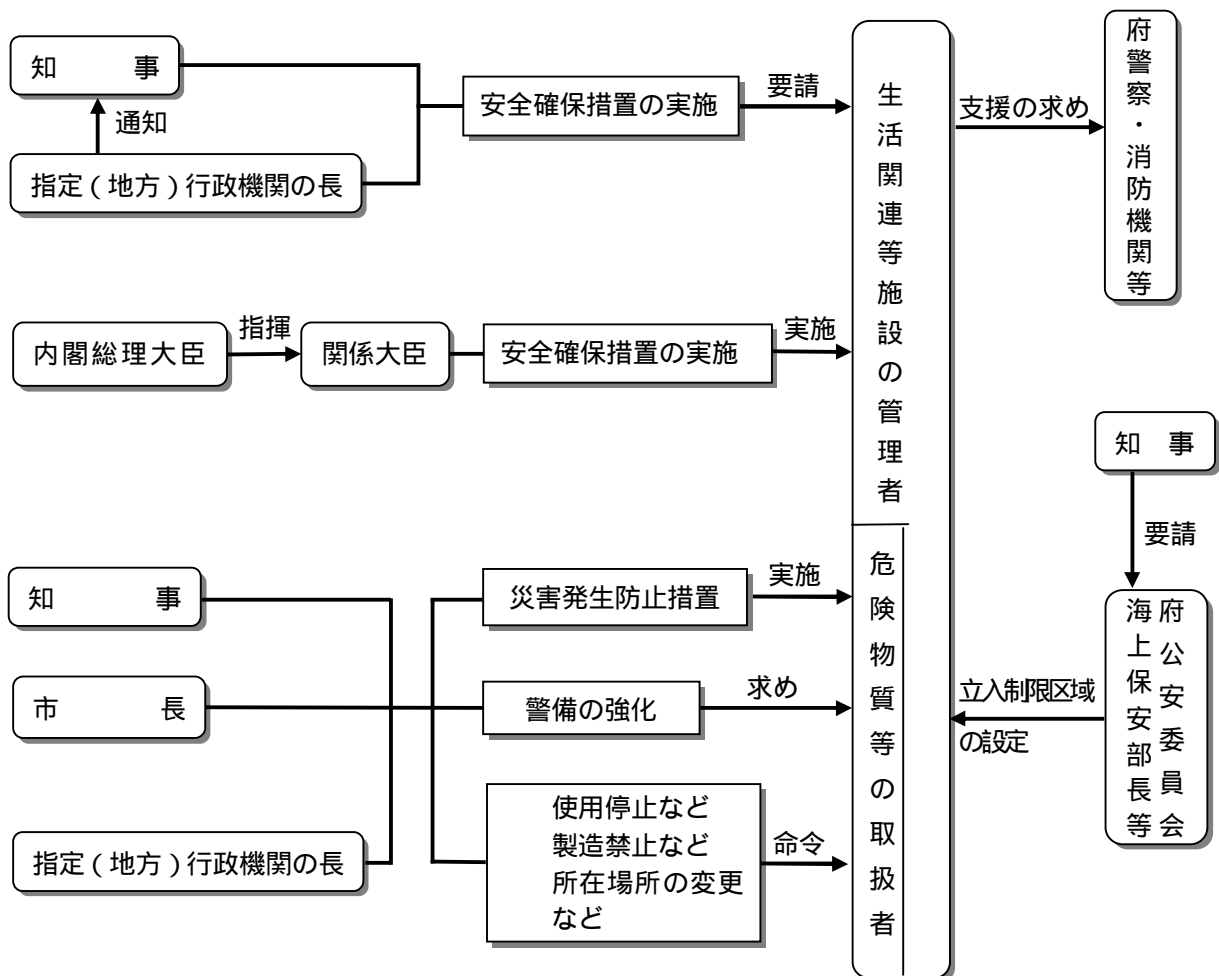 知　事
通知
指定（地方）行政機関の長
安全確保措置の実施
要請
内閣総理大臣
指揮
関係大臣
安全確保措置の実施
実施
知　事
市　長
指定（地方）行政機関の長
災害発生防止措置
実施
警備の強化
求め
使用停止など
製造禁止など
所在場所の変更
など
命令
生活関連等施設の管理者
危険物質等の取扱者
支援の求め
府警察・消防機関等
知　事
要請
府公安委員会
海上保安部長等
立入制限区域
の設定